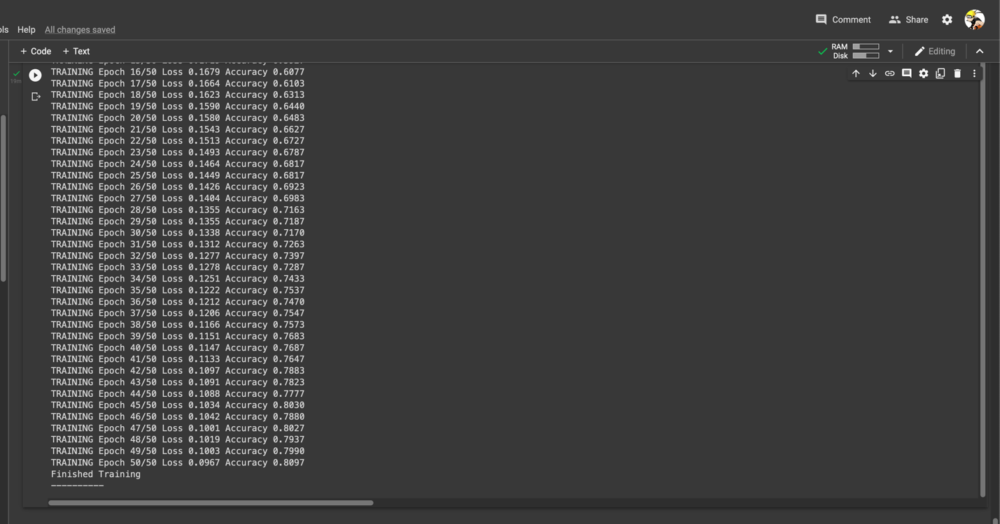 Comment
Share
Help
All changes saved
+ Code
+ Text
RAM
Disk
Editing
19m
TRAINING Epoch 16/50 Loss 0.1679 Accuracy 0.6077
TRAINING Epoch 17/50 Loss 0.1664 Accuracy 0.6103
TRAINING Epoch 18/50 Loss 0.1623 Accuracy 0.6313
TRAINING Epoch 19/50 Loss 0.1590 Accuracy 0.6440
TRAINING Epoch 20/50 Loss 0.1580 Accuracy 0.6483
TRAINING Epoch 21/50 Loss 0.1543 Accuracy 0.6627
TRAINING Epoch 22/50 Loss 0.1513 Accuracy 0.6727
TRAINING Epoch 23/50 Loss 0.1493 Accuracy 0.6787
TRAINING Epoch 24/50 Loss 0.1464 Accuracy 0.6817
TRAINING Epoch 25/50 Loss 0.1449 Accuracy 0.6817
TRAINING Epoch 26/50 Loss 0.1426 Accuracy 0.6923
TRAINING Epoch 27/50 Loss 0.1404 Accuracy 0.6983
TRAINING Epoch 28/50 Loss 0.1355 Accuracy 0.7163
TRAINING Epoch 29/50 Loss 0.1355 Accuracy 0.7187
TRAINING Epoch 30/50 Loss 0.1338 Accuracy 0.7170
TRAINING Epoch 31/50 Loss 0.1312 Accuracy 0.7263
TRAINING Epoch 32/50 Loss 0.1277 Accuracy 0.7397
TRAINING Epoch 33/50 Loss 0.1278 Accuracy 0.7287
TRAINING Epoch 34/50 Loss 0.1251 Accuracy 0.7433
TRAINING Epoch 35/50 Loss 0.1222 Accuracy 0.7537
TRAINING Epoch 36/50 Loss 0.1212 Accuracy 0.7470
TRAINING Epoch 37/50 Loss 0.1206 Accuracy 0.7547
TRAINING Epoch 38/50 Loss 0.1166 Accuracy 0.7573
TRAINING Epoch 39/50 Loss 0.1151 Accuracy 0.7683
TRAINING Epoch 40/50 Loss 0.1147 Accuracy 0.7687
TRAINING Epoch 41/50 Loss 0.1133 Accuracy 0.7647
TRAINING Epoch 42/50 Loss 0.1097 Accuracy 0.7883
TRAINING Epoch 43/50 Loss 0.1091 Accuracy 0.7823
TRAINING Epoch 44/50 Loss 0.1088 Accuracy 0.7777
TRAINING Epoch 45/50 Loss 0.1034 Accuracy 0.8030
TRAINING Epoch 46/50 Loss 0.1042 Accuracy 0.7880
TRAINING Epoch 47/50 Loss 0.1001 Accuracy 0.8027
TRAINING Epoch 48/50 Loss 0.1019 Accuracy 0.7937
TRAINING Epoch 49/50 Loss 0.1003 Accuracy 0.7990
TRAINING Epoch 50/50 Loss 0.0967 Accuracy 0.8097
Finished Training
----------